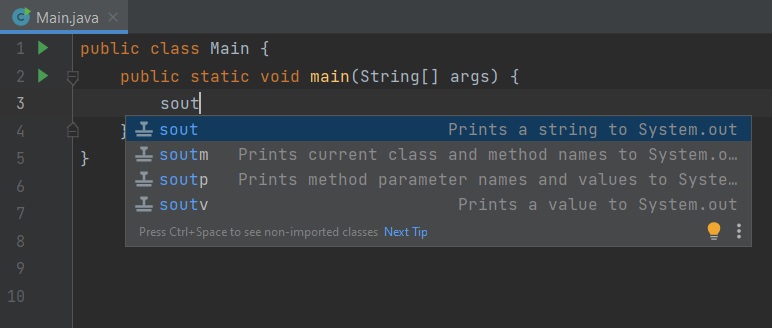 Main.java
1 public class Main {
2 public static void main(String[] args) {
3 sout
sout Prints a string to System.out
4 }
soutm Prints current class and method names to System.o…
5 }
soutp Prints method parameter names and values to Syste…
6
soutv Prints a value to System.out
7
Press Ctrl+Space to see non-imported classes Next Tip
8
9
10